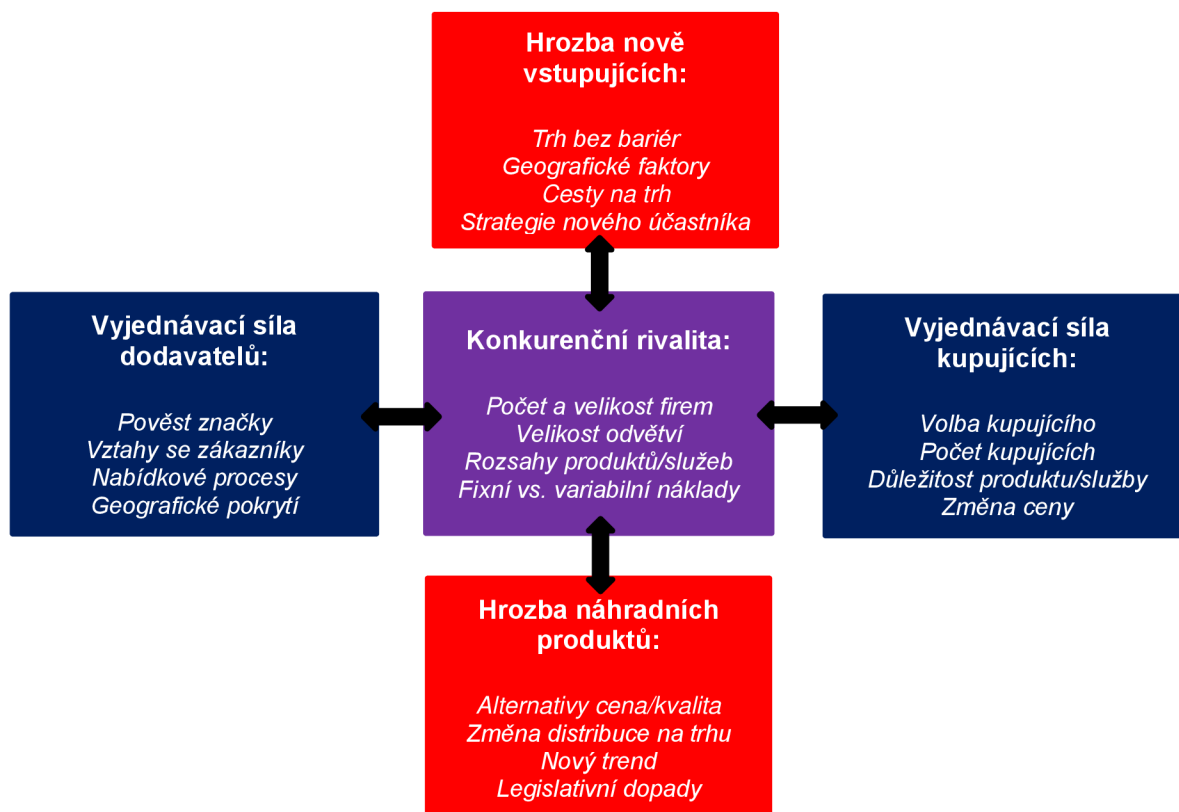 Hrozba nově
vstupujících:
Trh bez bariér
Geografické faktory
Cesty na trh
Strategie nového účastníka
Vyjednávací síla
dodavatelů:
Pověst značky
Vztahy se zákazníky
Nabídkové procesy
Geografické pokrytí
Konkurenční rivalita:
Počet a velikost firem
Velikost odvětví
Rozsahy produktů/služeb
Fixní vs. variabilní náklady
Vyjednávací síla
kupujících:
Volba kupujícího
Počet kupujících
Důležitost produktu/služby
Změna ceny
Hrozba náhradních
produktů:
Alternativy cena/kvalita
Změna distribuce na trhu
Nový trend
Legislativní dopady